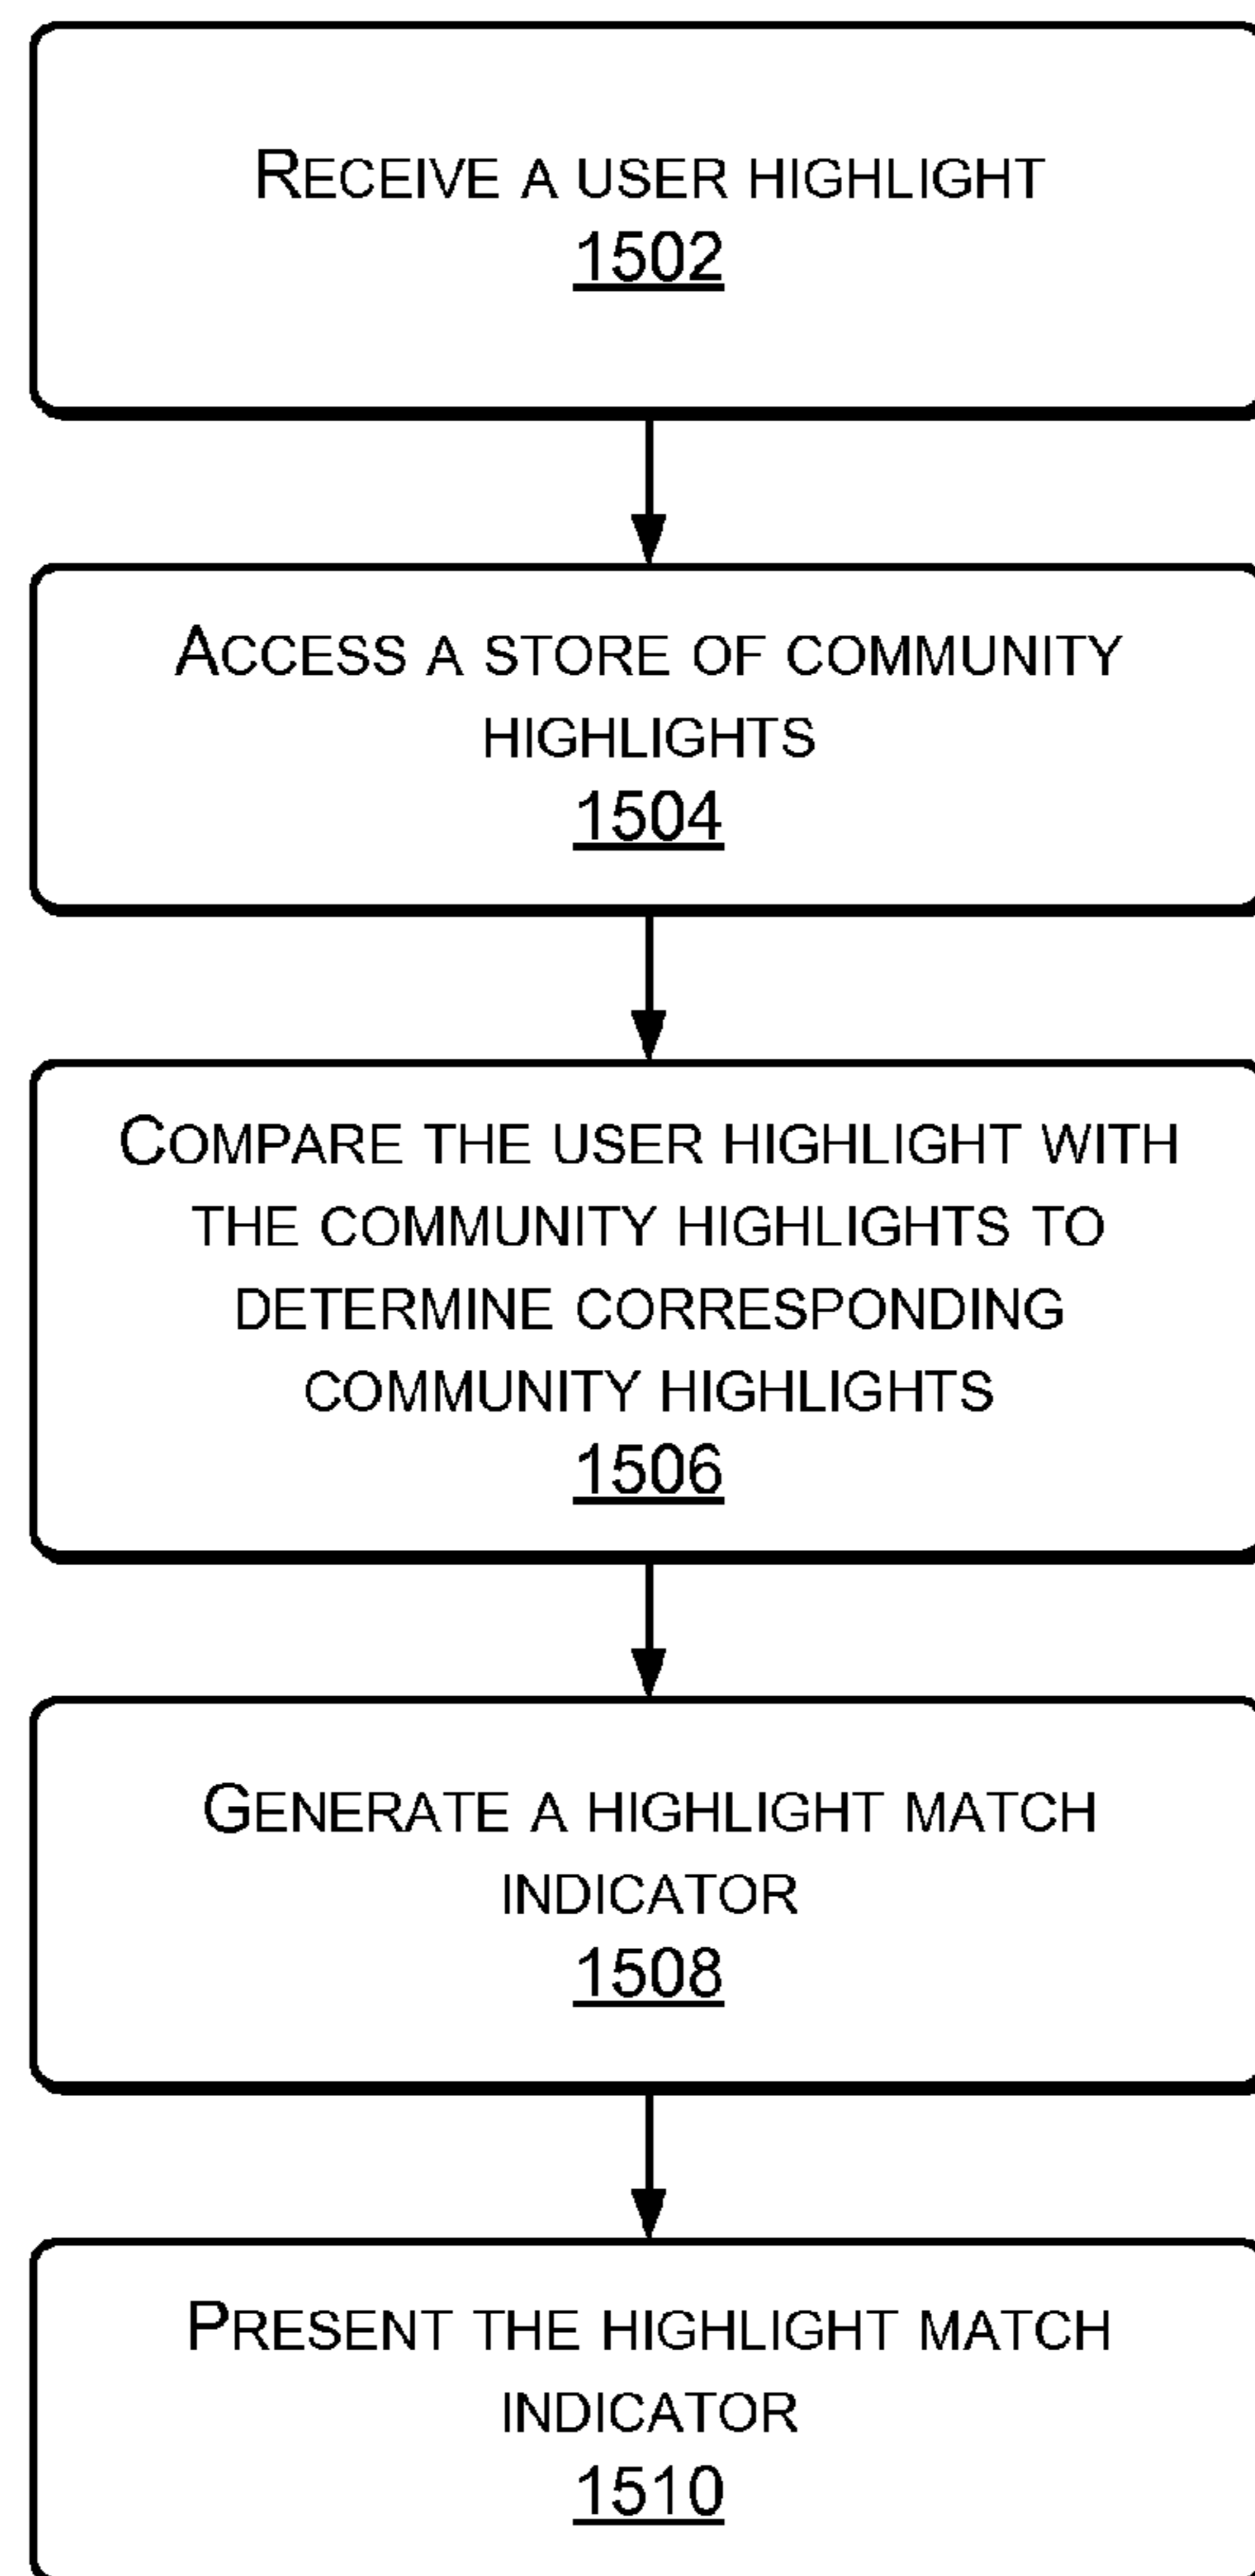 RECEIVE A USER HIGHLIGHT
1502
ACCESS A STORE OF COMMUNITY
HIGHLIGHTS
1504
COMPARE THE USER HIGHLIGHT WITH
THE COMMUNITY HIGHLIGHTS TO
DETERMINE CORRESPONDING
COMMUNITY HIGHLIGHTS
1506
GENERATE A HIGHLIGHT MATCH
INDICATOR
1508
PRESENT THE HIGHLIGHT MATCH
INDICATOR
1510